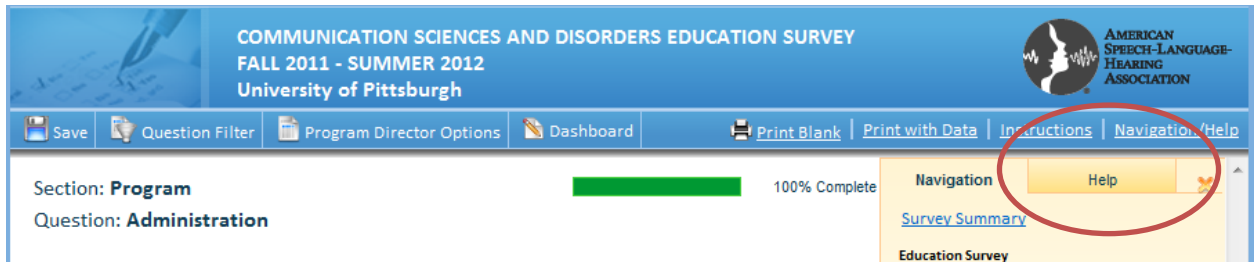 COMMUNICATION SCIENCES AND DISORDERS EDUCATION SURVEY
FALL 2011 - SUMMER 2012
University of Pittsburgh
AMERICAN
SPEECH-LANGUAGE-
HEARING
ASSOCIATION
Save Question Filter Program Director Options Dashboard Print Blank | Print with Data | Instructions | Navigation/Help
Section: Program 100% Complete Navigation Help
Question: Administration
Survey Summary
Education Survey